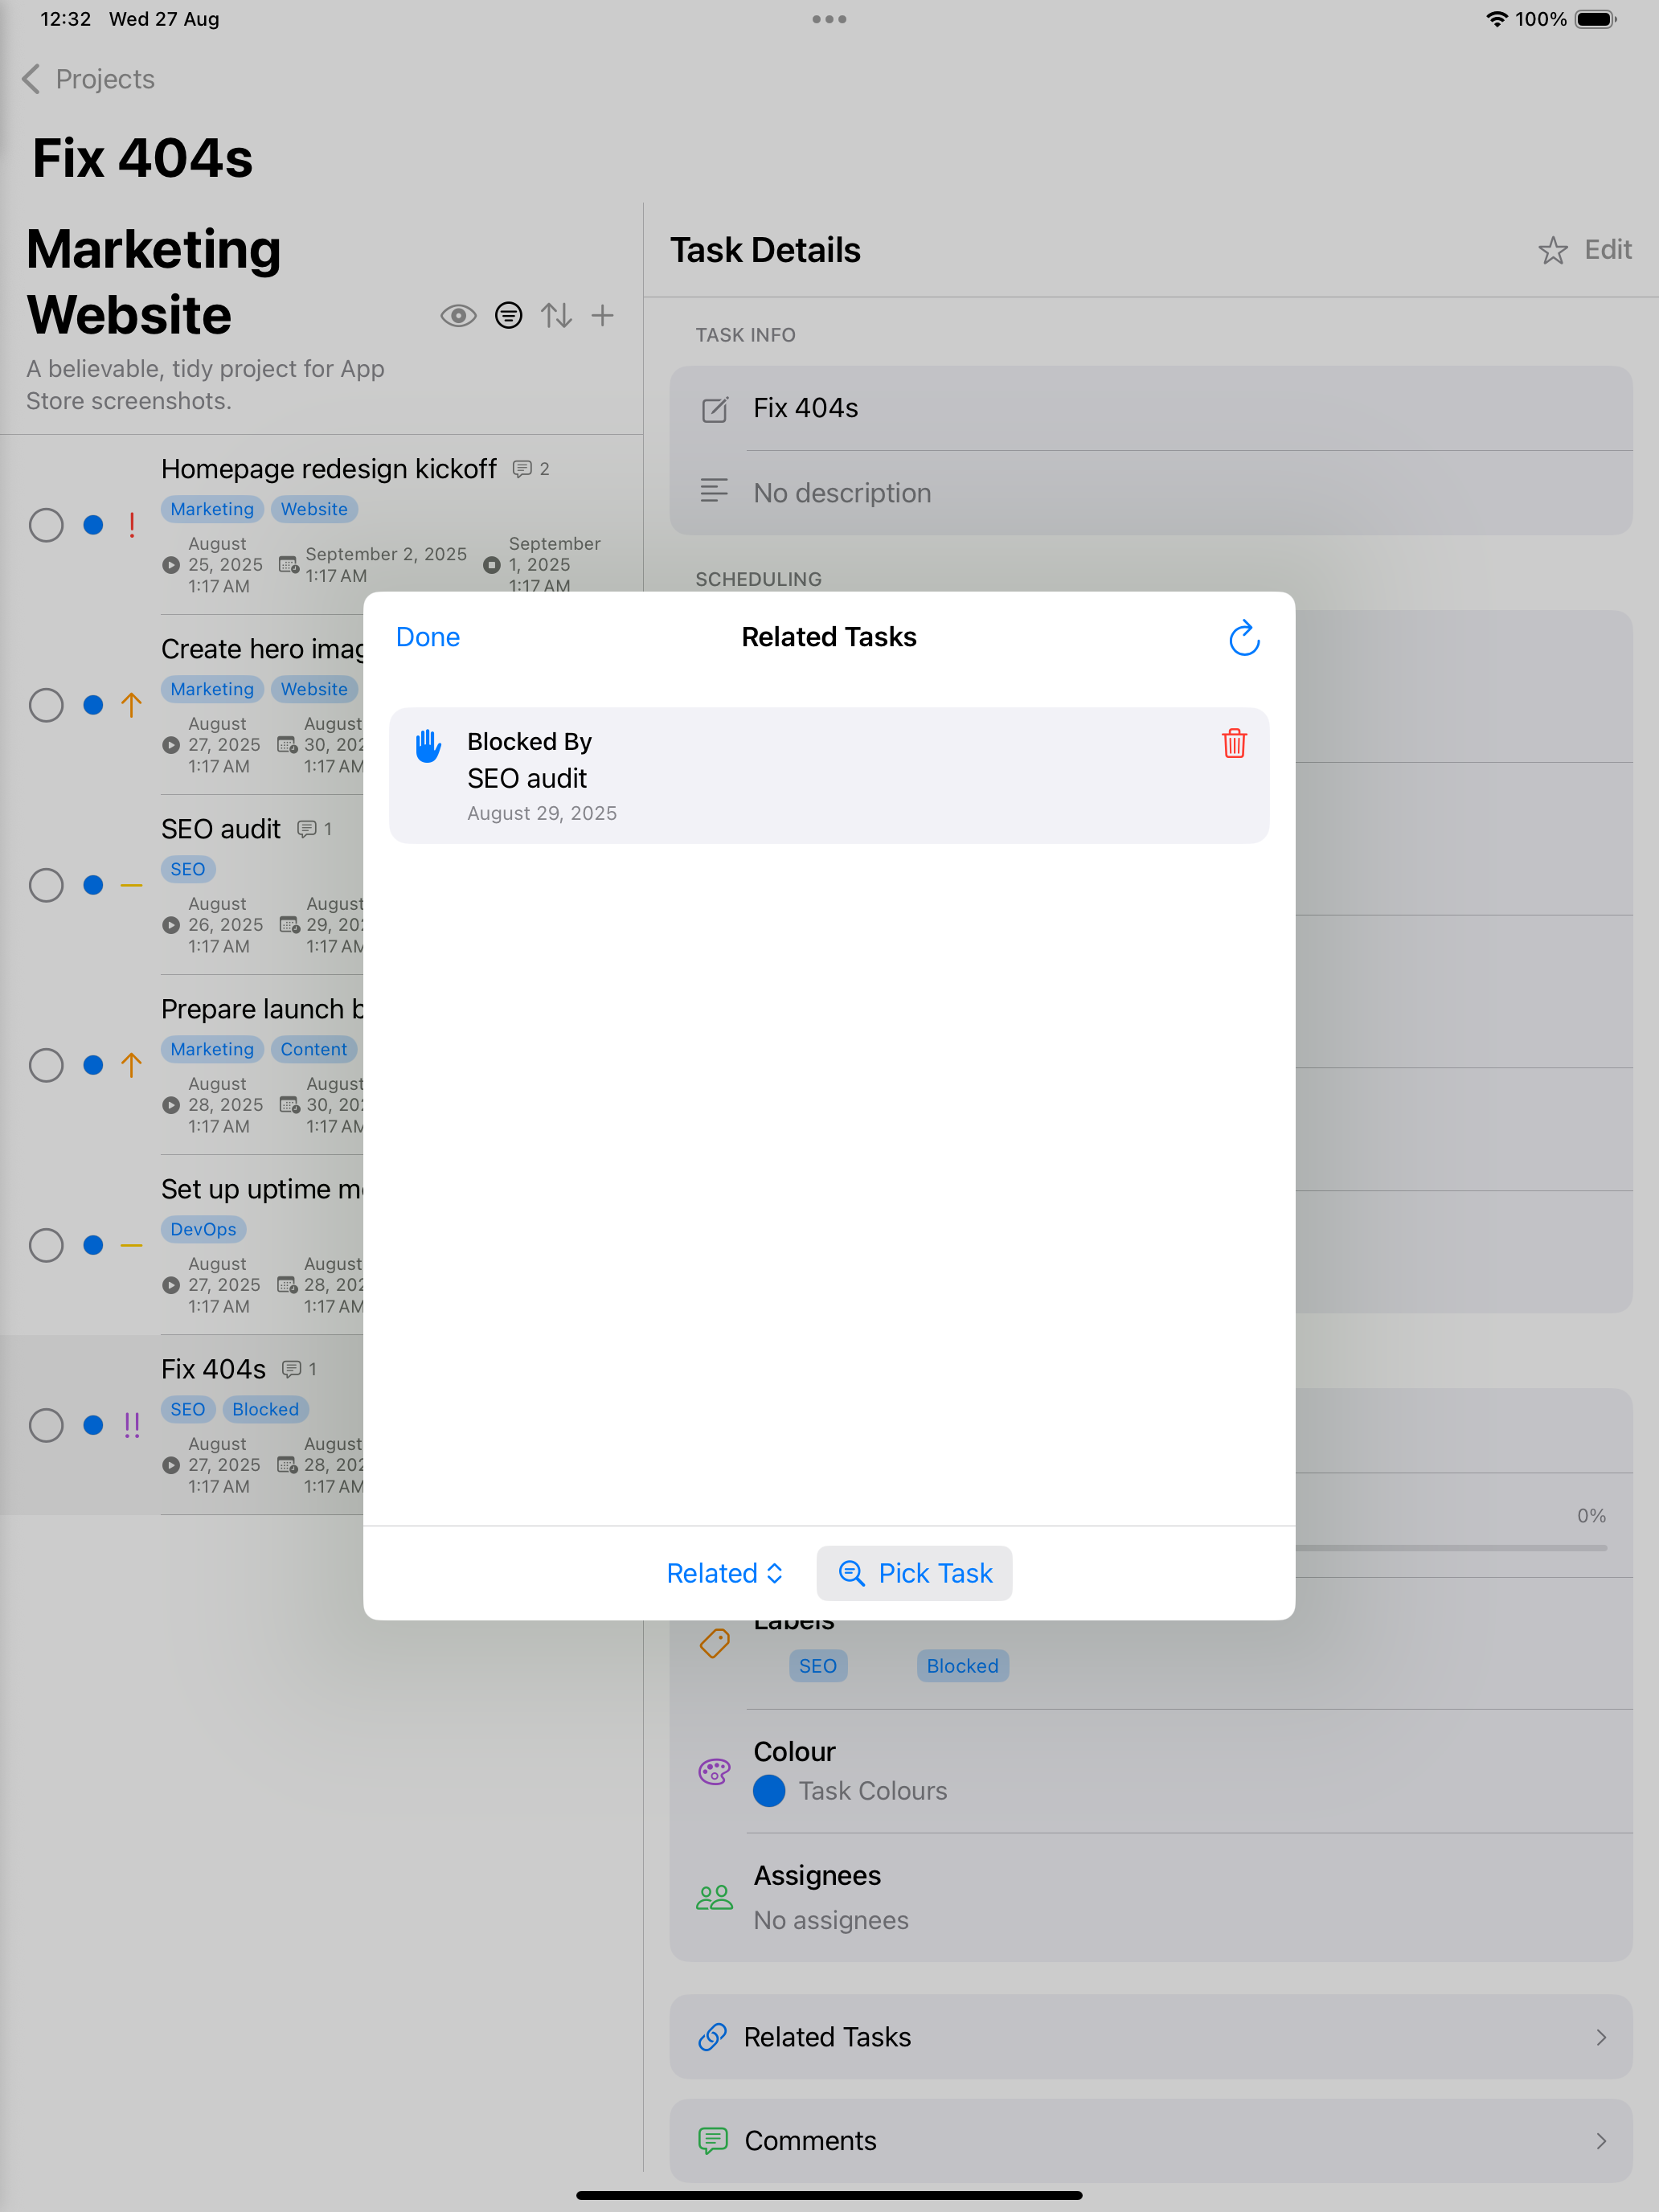 12:32 Wed 27 Aug
100%
Projects
Fix 404s
Marketing
Website
A believable, tidy project for App
Store screenshots.
Homepage redesign kickoff 2
Marketing Website
August
25, 2025
1:17 AM
September 2, 2025
1:17 AM
September
1, 2025
1:17 AM
Create hero
Marketing Website
August
27, 2025
1:17 AM
August
30,
1:17 AM
SEO audit 1
SEO
August
26, 2025
1:17 AM
August
29,
1:17 AM
Prepare launch
Marketing Content
August
28, 2025
1:17 AM
August
30,
1:17 AM
Set up uptime
DevOps
August
27, 2025
1:17 AM
August
28,
1:17 AM
Fix 404s 1
SEO Blocked
August
27, 2025
1:17 AM
August
28,
1:17 AM
Task Details
Edit
TASK INFO
Fix 404s
No description
SCHEDULING
Done
Related Tasks
Blocked By
SEO audit
August 29, 2025
Related
Pick Task
0%
Labels
SEO Blocked
Colour
Task Colours
Assignees
No assignees
Related Tasks
Comments